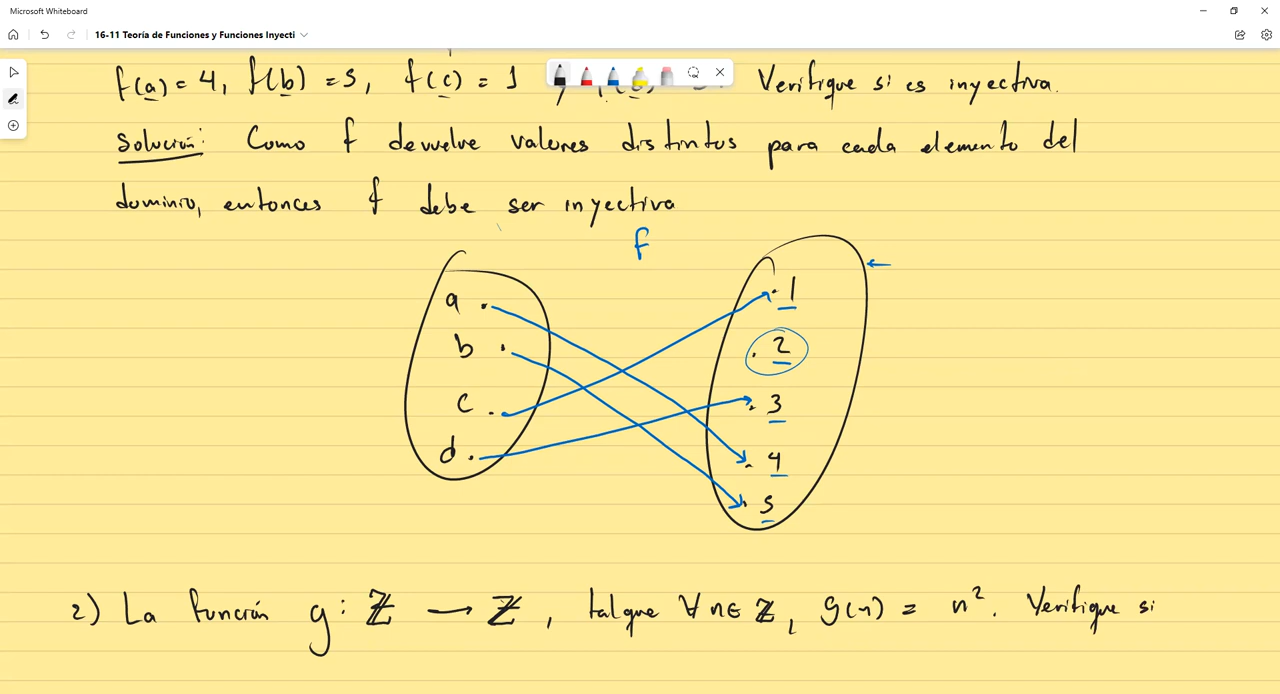 Microsoft Whiteboard
16-11 Teoría de Funciones y Funciones Inyecti
f(a) = 4, f(b) = 5, f(c) = 1 y Verifique si es inyectiva.
Solución: Como f devuelve valores distintos para cada elemento del
dominio, entonces f debe ser inyectiva
f
a
b
c
d
1
2
3
4
5
2) La función g: ℤ → ℤ, tal que ∀ n ∈ ℤ, g(n) = n². Verifique si